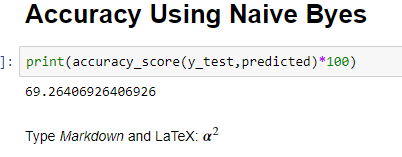 Accuracy Using Naive Byes
]: print(accuracy_score(y_test,predicted)*100)
69.26406926406926
Type Markdown and LaTeX: α²